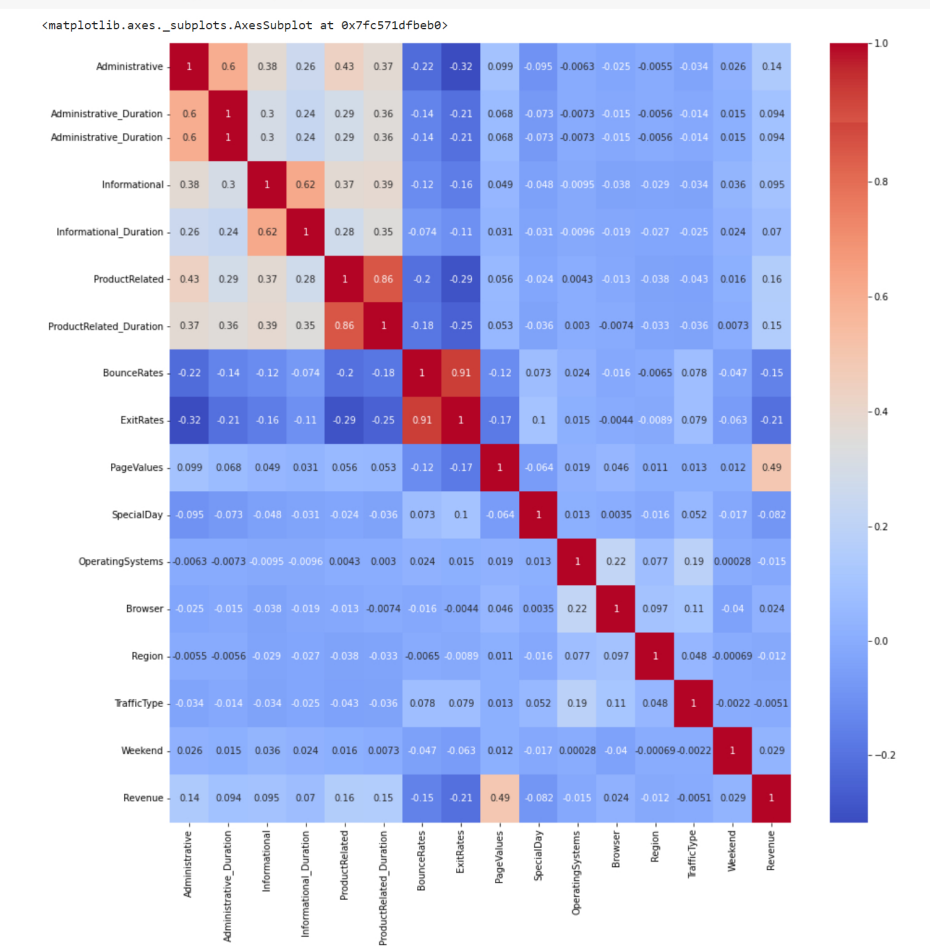 <matplotlib.axes._subplots.AxesSubplot at 0x7fc571dfbeb0>
Administrative 1 0.6 0.38 0.26 0.43 0.37 -0.22 -0.32 0.099 -0.095 -0.0063 -0.025 -0.0055 -0.034 0.026 0.14
Administrative_Duration 0.6 1 0.3 0.24 0.29 0.36 -0.14 -0.21 0.068 -0.073 -0.0073 -0.015 -0.0056 -0.014 0.015 0.094
Administrative_Duration 0.6 1 0.3 0.24 0.29 0.36 -0.14 -0.21 0.068 -0.073 -0.0073 -0.015 -0.0056 -0.014 0.015 0.094
Informational 0.38 0.3 1 0.62 0.37 0.39 -0.12 -0.16 0.049 -0.048 -0.0095 -0.038 -0.029 -0.034 0.036 0.095
Informational_Duration 0.26 0.24 0.62 1 0.28 0.35 -0.074 -0.11 0.031 -0.031 -0.0096 -0.019 -0.027 -0.025 0.024 0.07
ProductRelated 0.43 0.29 0.37 0.28 1 0.86 -0.2 -0.29 0.056 -0.024 0.0043 -0.013 -0.038 -0.043 0.016 0.16
ProductRelated_Duration 0.37 0.36 0.39 0.35 0.86 1 -0.18 -0.25 0.053 -0.036 0.003 -0.0074 -0.033 -0.036 0.0073 0.15
BounceRates -0.22 -0.14 -0.12 -0.074 -0.2 -0.18 1 0.91 -0.12 0.073 0.024 -0.016 -0.0065 0.078 -0.047 -0.15
ExitRates -0.32 -0.21 -0.16 -0.11 -0.29 -0.25 0.91 1 -0.17 0.1 0.015 -0.0044 -0.0089 0.079 -0.063 -0.21
PageValues 0.099 0.068 0.049 0.031 0.056 0.053 -0.12 -0.17 1 -0.064 0.019 0.046 0.011 0.013 0.012 0.49
SpecialDay -0.095 -0.073 -0.048 -0.031 -0.024 -0.036 0.073 0.1 -0.064 1 0.013 0.0035 -0.016 0.052 -0.017 -0.082
OperatingSystems -0.0063 -0.0073 -0.0095 -0.0096 0.0043 0.003 0.024 0.015 0.019 0.013 1 0.22 0.077 0.19 0.00028 -0.015
Browser -0.025 -0.015 -0.038 -0.019 -0.013 -0.0074 -0.016 -0.0044 0.046 0.0035 0.22 1 0.097 0.11 -0.04 0.024
Region -0.0055 -0.0056 -0.029 -0.027 -0.038 -0.033 -0.0065 -0.0089 0.011 -0.016 0.077 0.097 1 0.048 -0.00069 -0.012
TrafficType -0.034 -0.014 -0.034 -0.025 -0.043 -0.036 0.078 0.079 0.013 0.052 0.19 0.11 0.048 1 -0.0022 -0.0051
Weekend 0.026 0.015 0.036 0.024 0.016 0.0073 -0.047 -0.063 0.012 -0.017 0.00028 -0.04 -0.00069 -0.0022 1 0.029
Revenue 0.14 0.094 0.095 0.07 0.16 0.15 -0.15 -0.21 0.49 -0.082 -0.015 0.024 -0.012 -0.0051 0.029 1
Administrative
Administrative_Duration
Informational
Informational_Duration
ProductRelated
ProductRelated_Duration
BounceRates
ExitRates
PageValues
SpecialDay
OperatingSystems
Browser
Region
TrafficType
Weekend
Revenue
1.0
0.8
0.6
0.4
0.2
0.0
-0.2